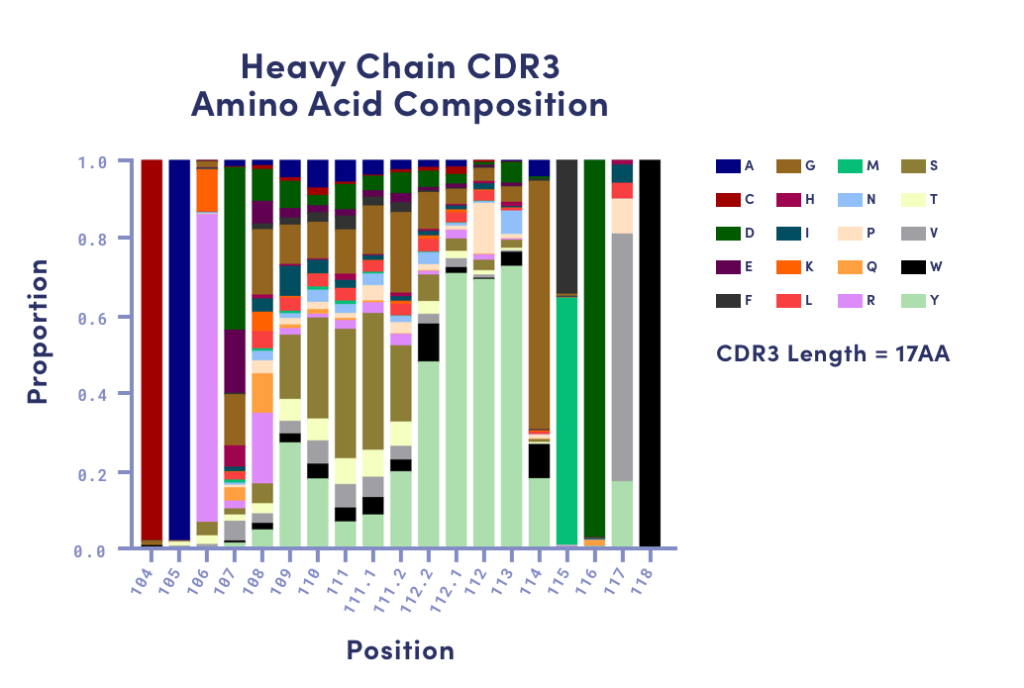 Heavy Chain CDR3
Amino Acid Composition
Proportion
1.0
0.8
0.6
0.4
0.2
0.0
104 105 106 107 108 109 110 111 111.1 111.2 112.2 112.1 112 113 114 115 116 117 118
Position
A G M S
C H N T
D I P V
E K Q W
F L R Y
CDR3 Length = 17AA